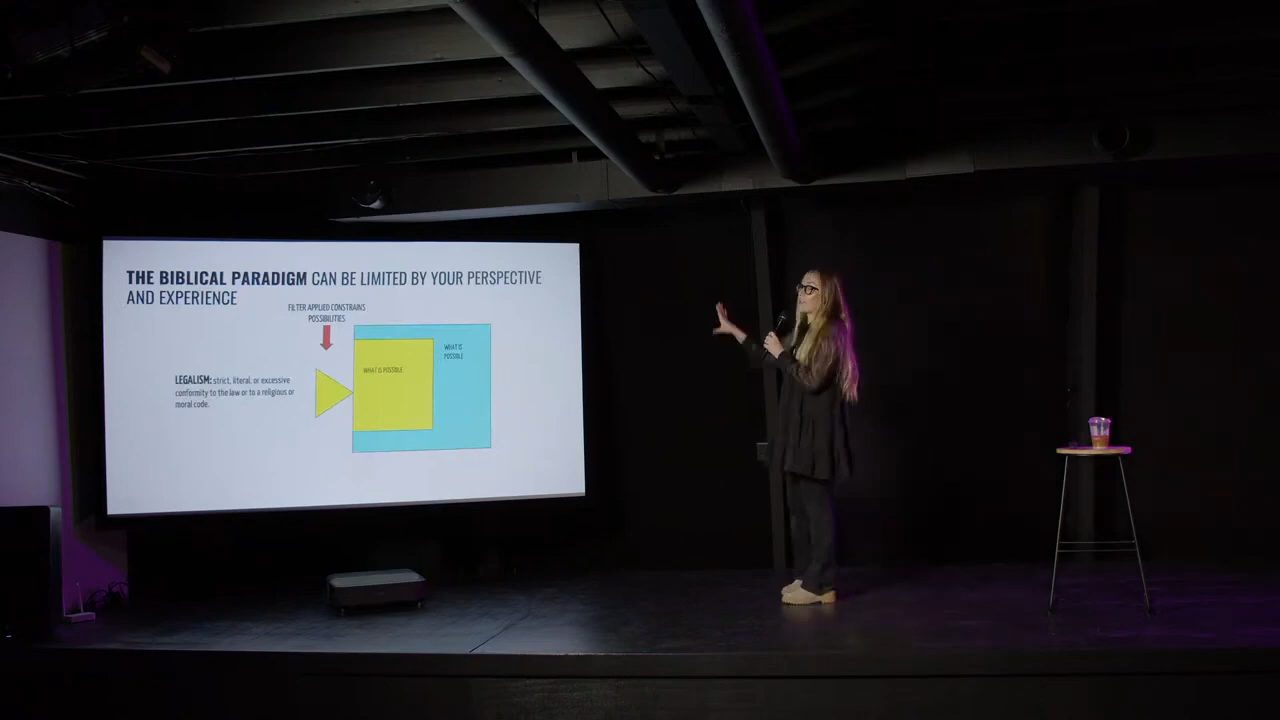 THE BIBLICAL PARADIGM CAN BE LIMITED BY YOUR PERSPECTIVE
AND EXPERIENCE
FILTER APPLIED CONSTRAINS
POSSIBILITIES
WHAT IS
POSSIBLE
WHAT IS POSSIBLE
LEGALISM: strict, literal, or excessive
conformity to the law or to a religious or
moral code.